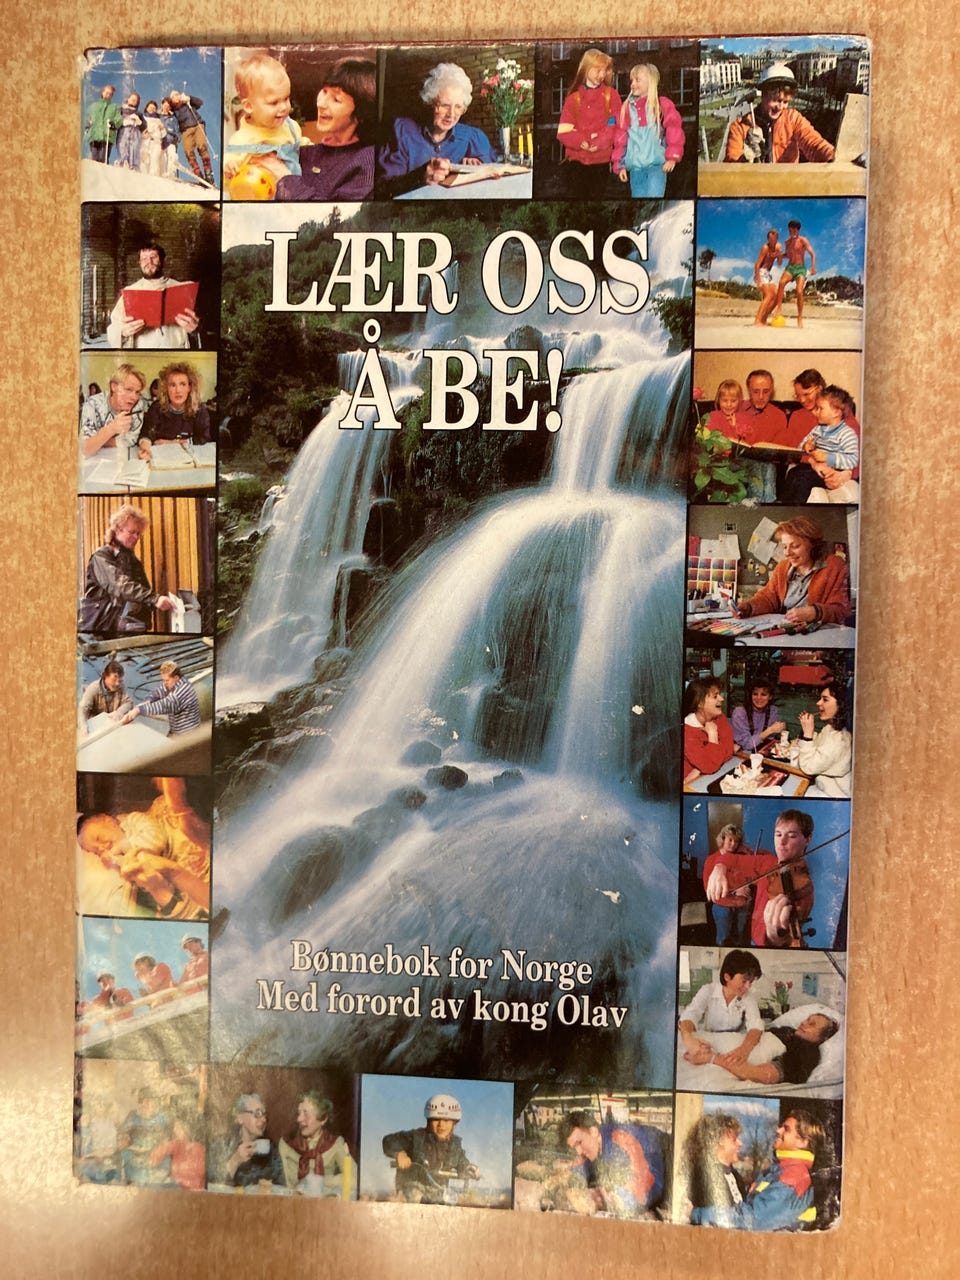 LÆR OSS
Å BE!
Bønnebok for Norge
Med forord av kong Olav